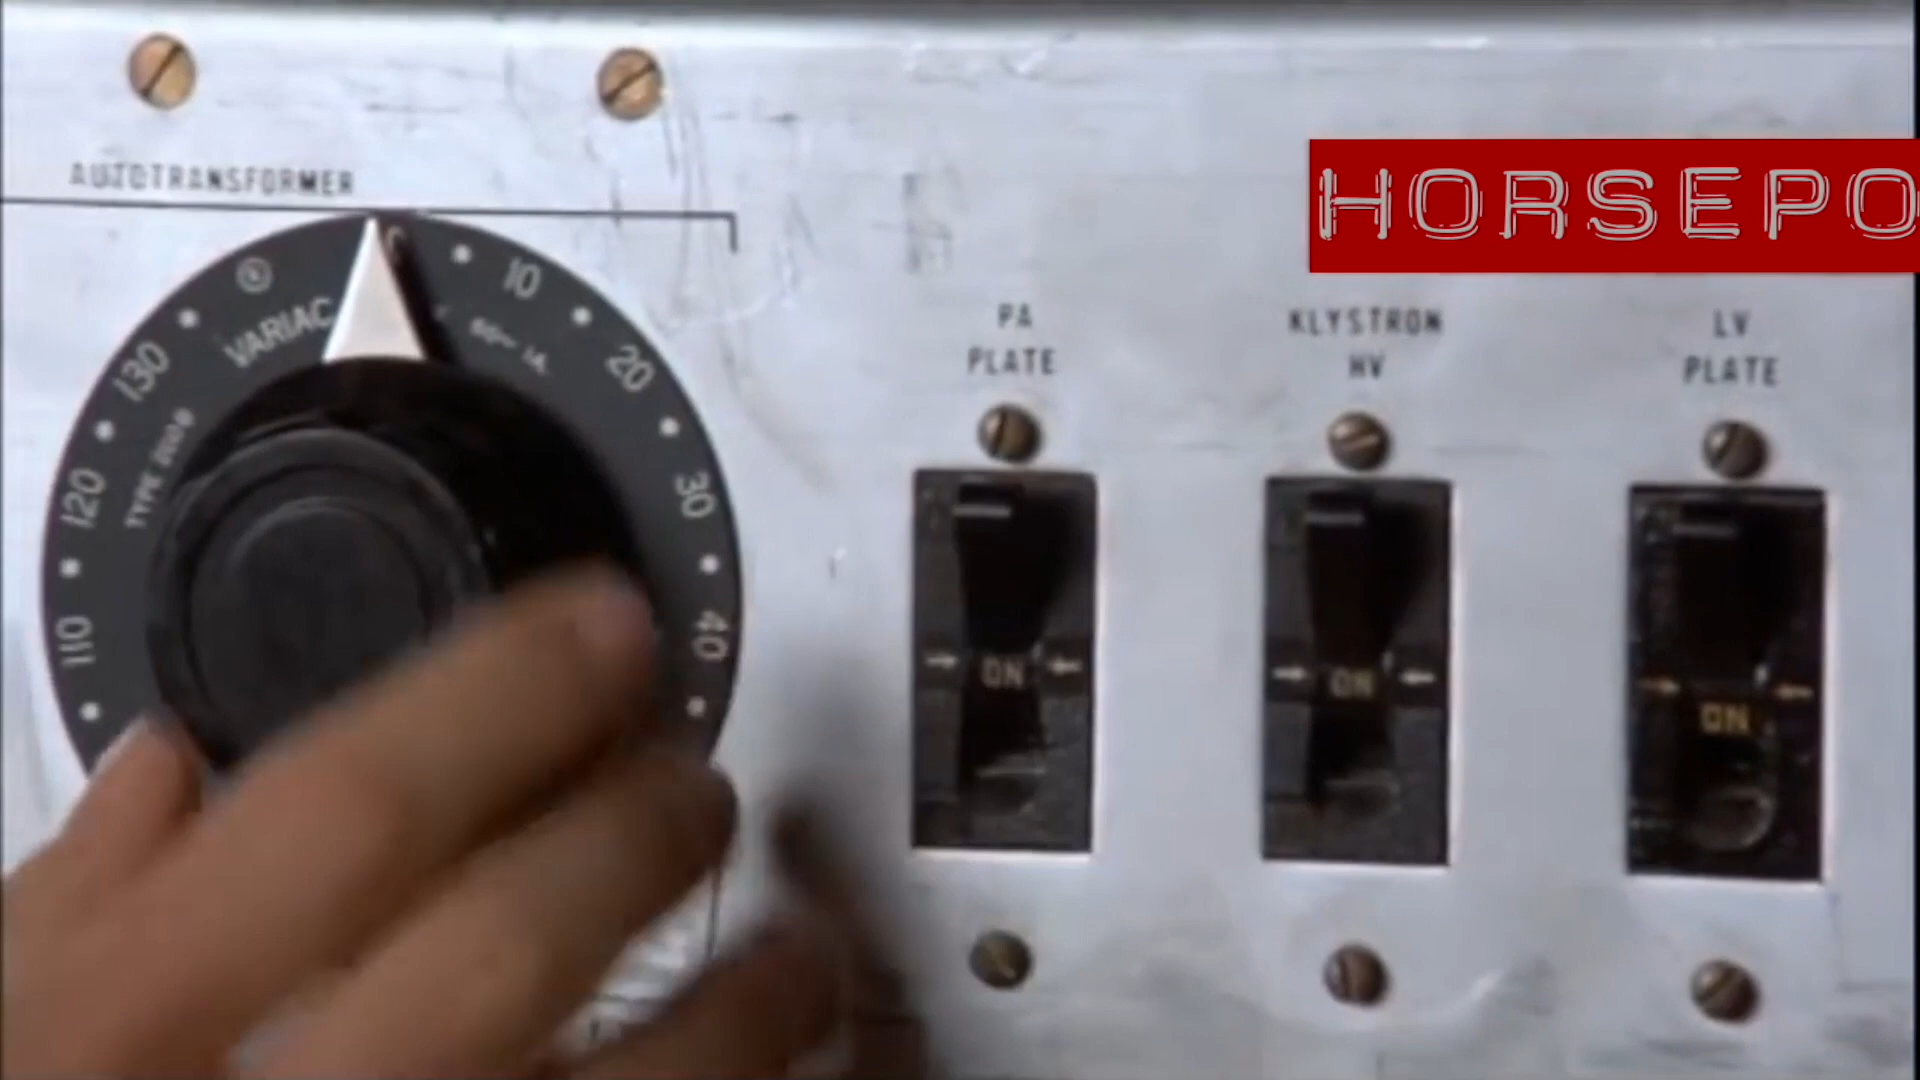 AUTOTRANSFORMER
HORSEPO
VARIAC
10
20
30
40
110
120
130
PA
PLATE
KLYSTRON
HV
LV
PLATE
ON
ON
ON